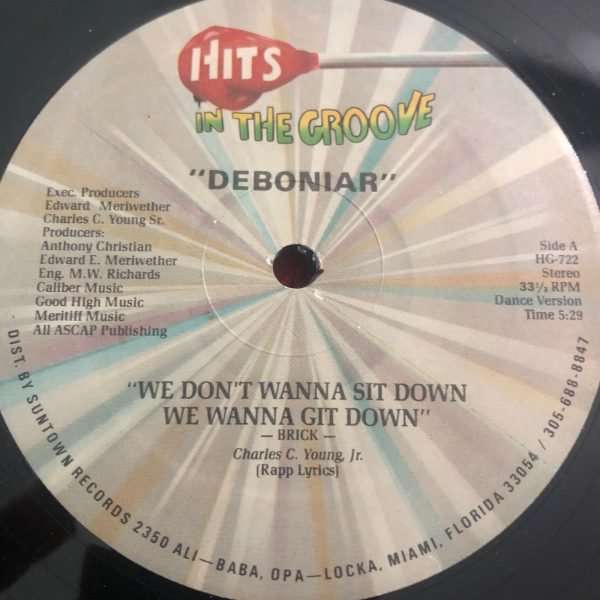 HITS
IN THE GROOVE
"DEBONIAR"
Exec. Producers
Edward Meriwether
Charles C. Young Sr.
Producers:
Anthony Christian
Edward E. Meriwether
Eng. M.W. Richards
Caliber Music
Good High Music
Meritiff Music
All ASCAP Publishing
Side A
HG-722
Stereo
33⅓ RPM
Dance Version
Time 5:29
"WE DON'T WANNA SIT DOWN
WE WANNA GIT DOWN"
— BRICK —
Charles C. Young, Jr.
(Rapp Lyrics)
DIST. BY SUNTOWN RECORDS 2350 ALI—BABA, OPA—LOCKA, MIAMI, FLORIDA 33054 / 305-688-8847